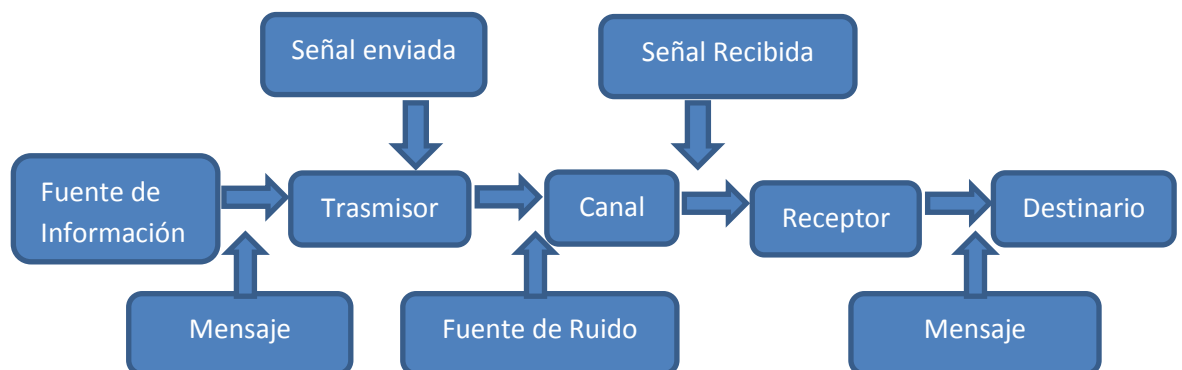 Señal enviada
Señal Recibida
Fuente de
Información
Trasmisor
Canal
Receptor
Destinario
Mensaje
Fuente de Ruido
Mensaje